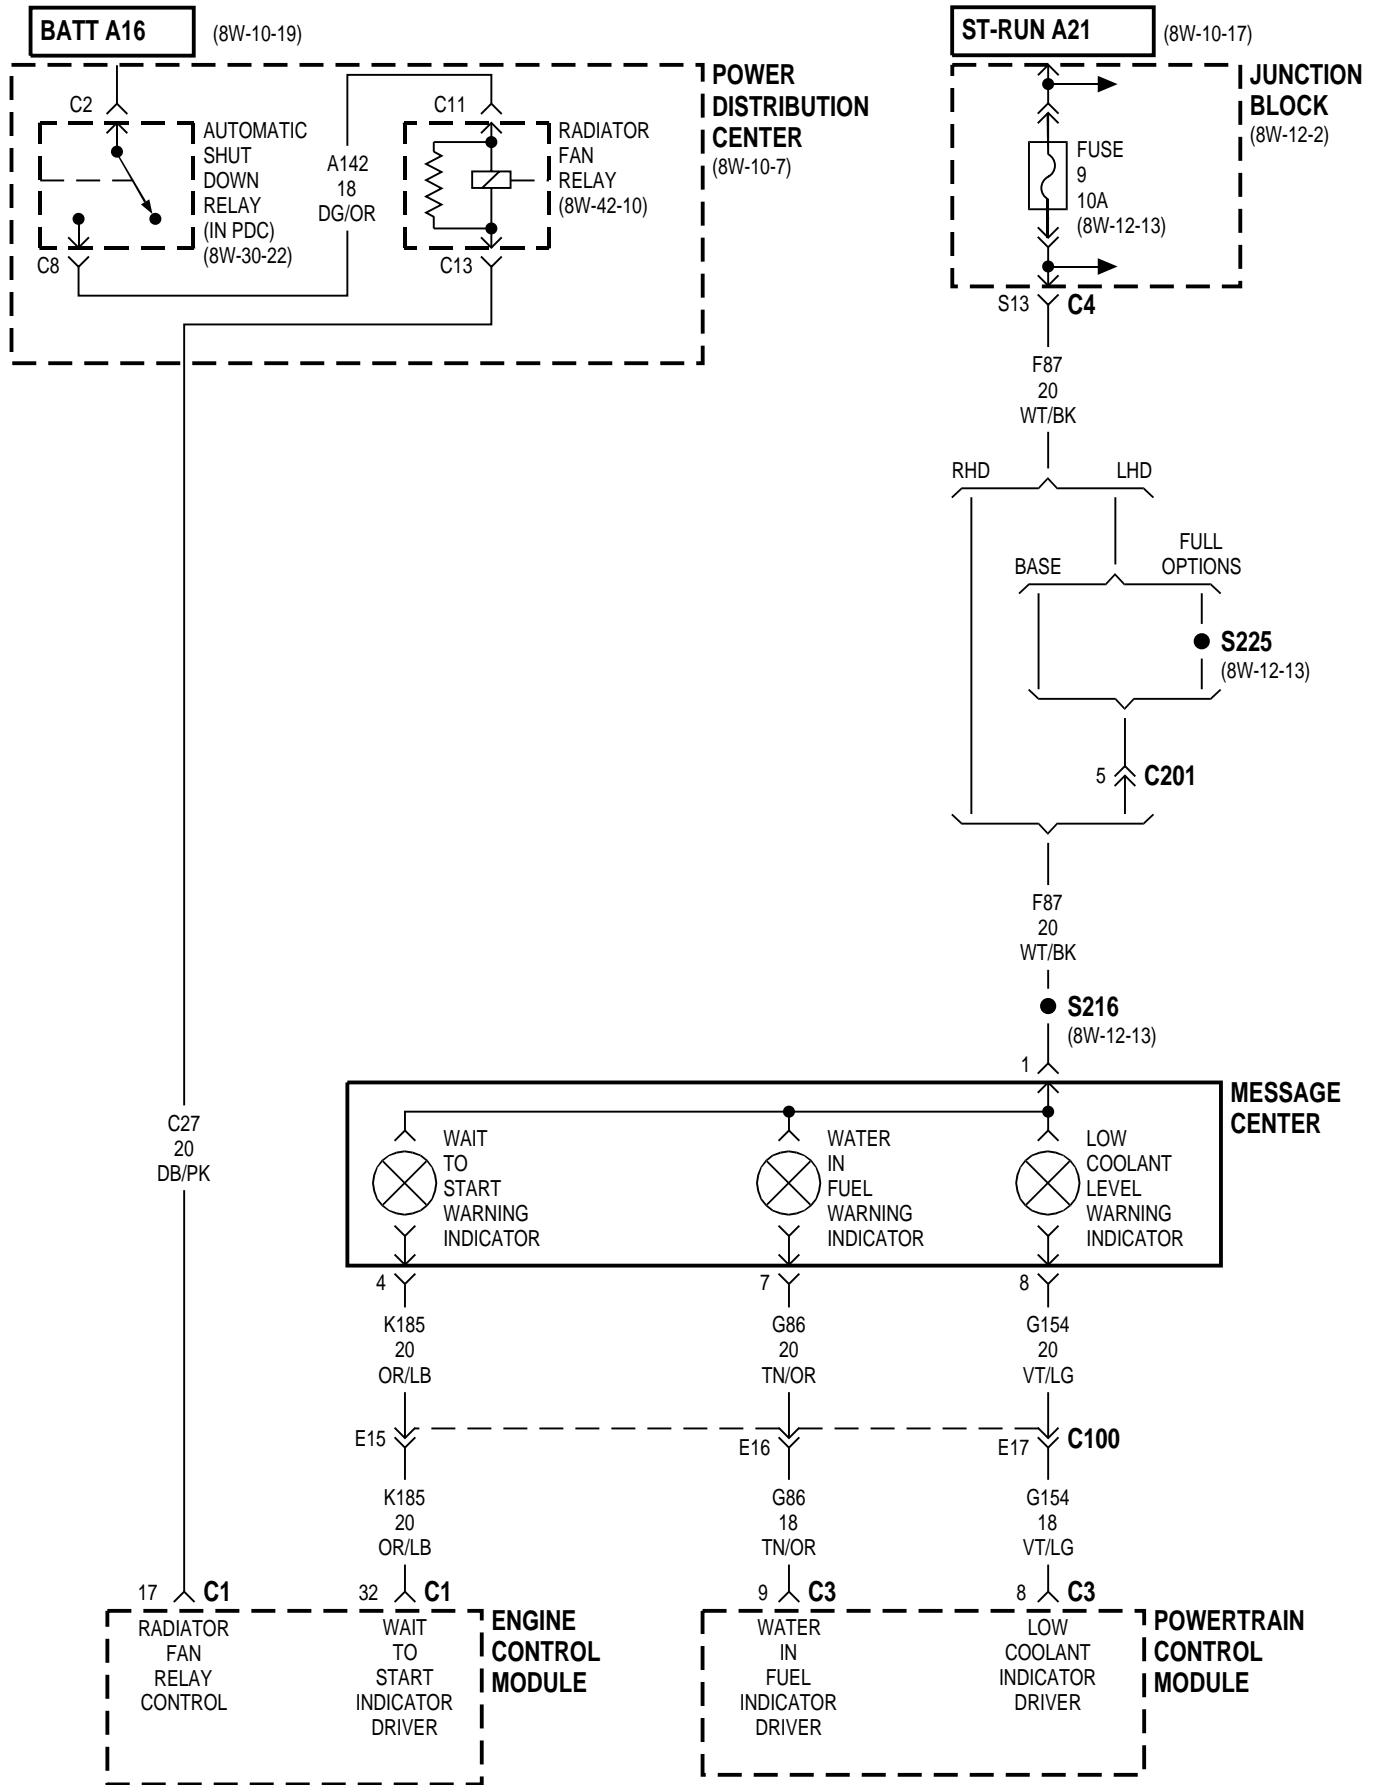 BATT A16
(8W-10-19)
ST-RUN A21
(8W-10-17)
POWER
DISTRIBUTION
CENTER
(8W-10-7)
JUNCTION
BLOCK
(8W-12-2)
C2
AUTOMATIC
SHUT
DOWN
RELAY
(IN PDC)
(8W-30-22)
C8
A142
18
DG/OR
C11
RADIATOR
FAN
RELAY
(8W-42-10)
C13
FUSE
9
10A
(8W-12-13)
S13
C4
F87
20
WT/BK
RHD
LHD
BASE
FULL
OPTIONS
S225
(8W-12-13)
5
C201
F87
20
WT/BK
S216
(8W-12-13)
1
MESSAGE
CENTER
C27
20
DB/PK
WAIT
TO
START
WARNING
INDICATOR
WATER
IN
FUEL
WARNING
INDICATOR
LOW
COOLANT
LEVEL
WARNING
INDICATOR
4
7
8
K185
20
OR/LB
G86
20
TN/OR
G154
20
VT/LG
E15
E16
E17
C100
K185
20
OR/LB
G86
18
TN/OR
G154
18
VT/LG
17
C1
32
C1
9
C3
8
C3
RADIATOR
FAN
RELAY
CONTROL
WAIT
TO
START
INDICATOR
DRIVER
ENGINE
CONTROL
MODULE
WATER
IN
FUEL
INDICATOR
DRIVER
LOW
COOLANT
INDICATOR
DRIVER
POWERTRAIN
CONTROL
MODULE